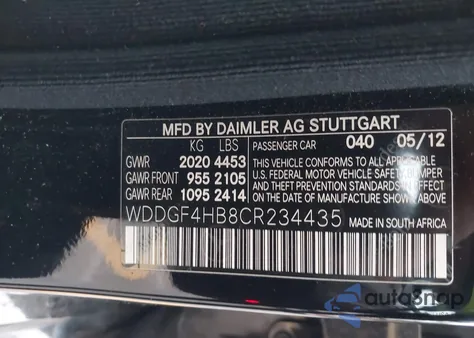 MFD BY DAIMLER AG STUTTGART
KG LBS PASSENGER CAR 040 05/12
GVWR 2020 4453 THIS VEHICLE CONFORMS TO ALL APPLICABLE
GAWR FRONT 955 2105 U.S. FEDERAL MOTOR VEHICLE SAFETY BUMPER
GAWR REAR 1095 2414 AND THEFT PREVENTION STANDARDS IN EFFECT
ON THE DATE OF MANUFACTURE SHOWN ABOVE.
WDDGF4HB8CR234435 MADE IN SOUTH AFRICA
autosnap